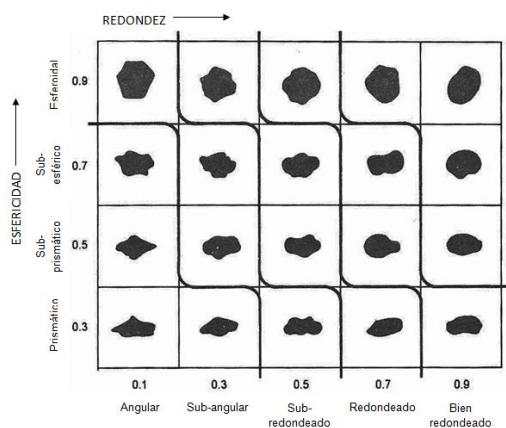 REDONDEZ
ESFERICIDAD
Esferoidal
0.9
Sub-
esférico
0.7
Sub-
prismático
0.5
Prismático
0.3
0.1
0.3
0.5
0.7
0.9
Angular
Sub-angular
Sub-
redondeado
Redondeado
Bien
redondeado